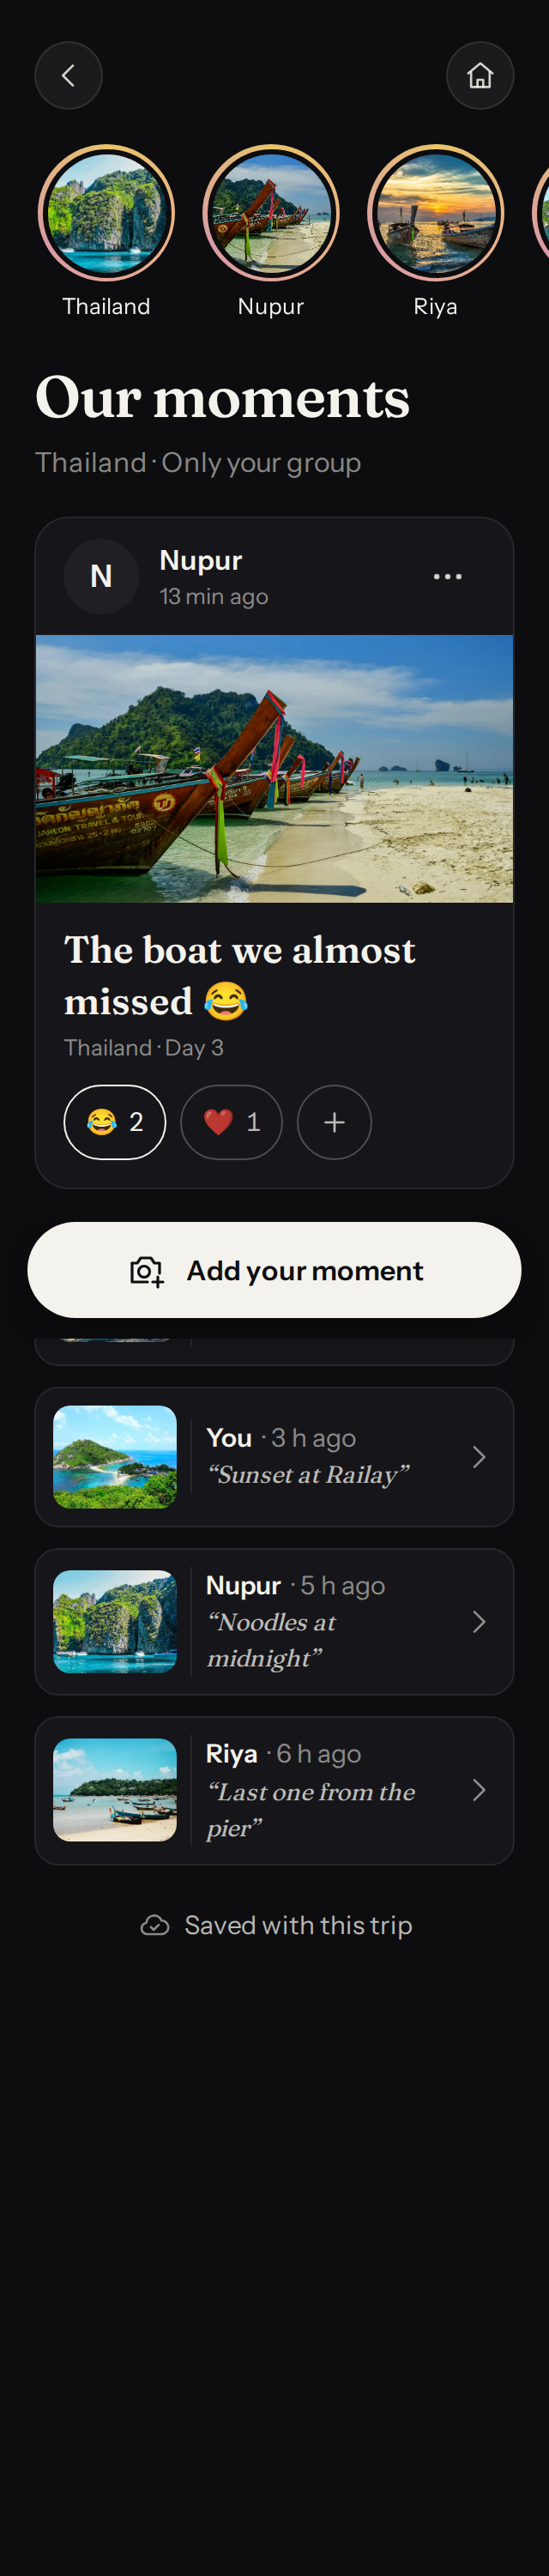 Thailand
Nupur
Riya
Our moments
Thailand · Only your group
N
Nupur
13 min ago
The boat we almost
missed 😂
Thailand · Day 3
😂 2
❤️ 1
Add your moment
You · 3 h ago
“Sunset at Railay”
Nupur · 5 h ago
“Noodles at
midnight”
Riya · 6 h ago
“Last one from the
pier”
Saved with this trip